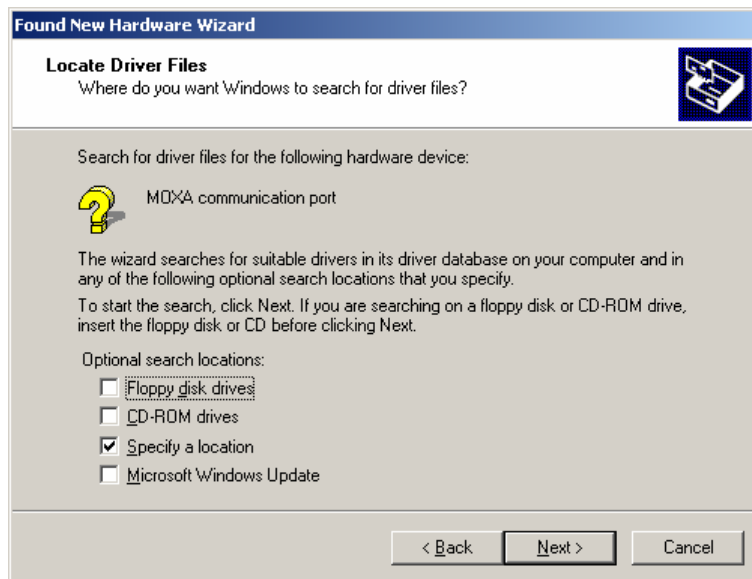 Found New Hardware Wizard
Locate Driver Files
Where do you want Windows to search for driver files?
Search for driver files for the following hardware device:
MOXA communication port
The wizard searches for suitable drivers in its driver database on your computer and in
any of the following optional search locations that you specify.
To start the search, click Next. If you are searching on a floppy disk or CD-ROM drive,
insert the floppy disk or CD before clicking Next.
Optional search locations:
Floppy disk drives
CD-ROM drives
Specify a location
Microsoft Windows Update
< Back Next > Cancel